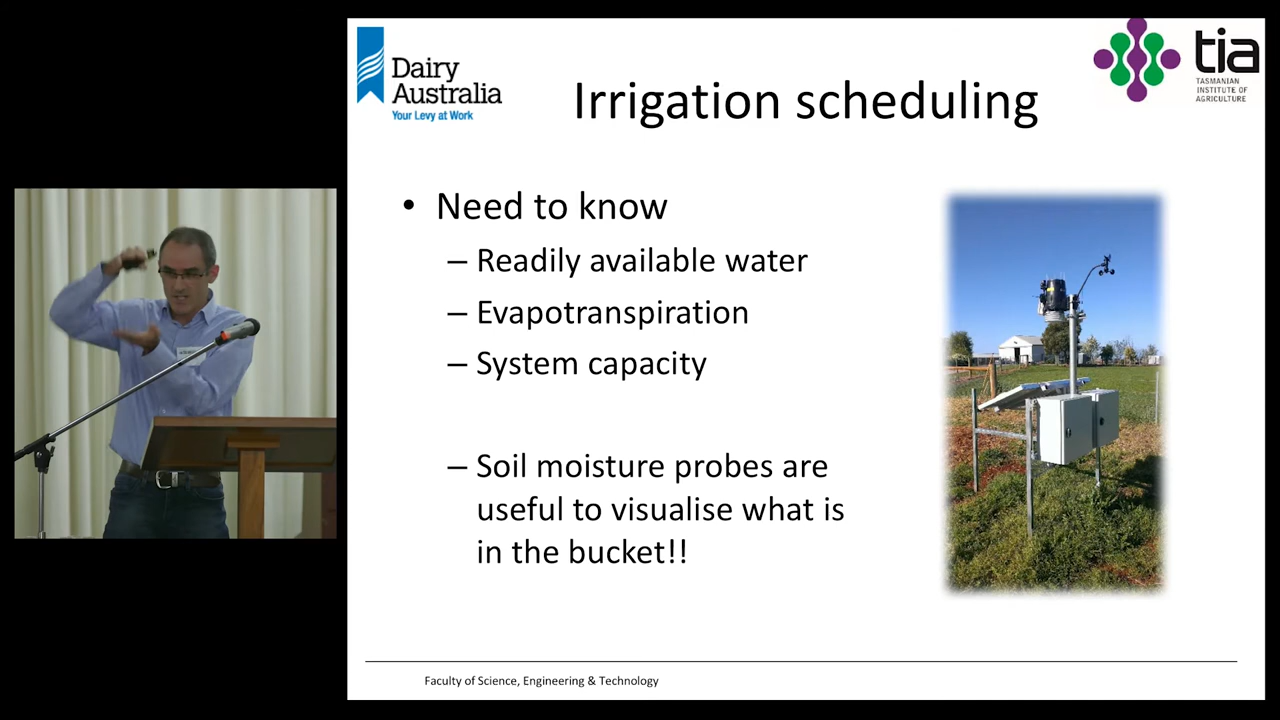 Dairy
Australia
Your Levy at Work
tia
TASMANIAN
INSTITUTE OF
AGRICULTURE
Irrigation scheduling
• Need to know
– Readily available water
– Evapotranspiration
– System capacity
– Soil moisture probes are
useful to visualise what is
in the bucket!!
Faculty of Science, Engineering & Technology